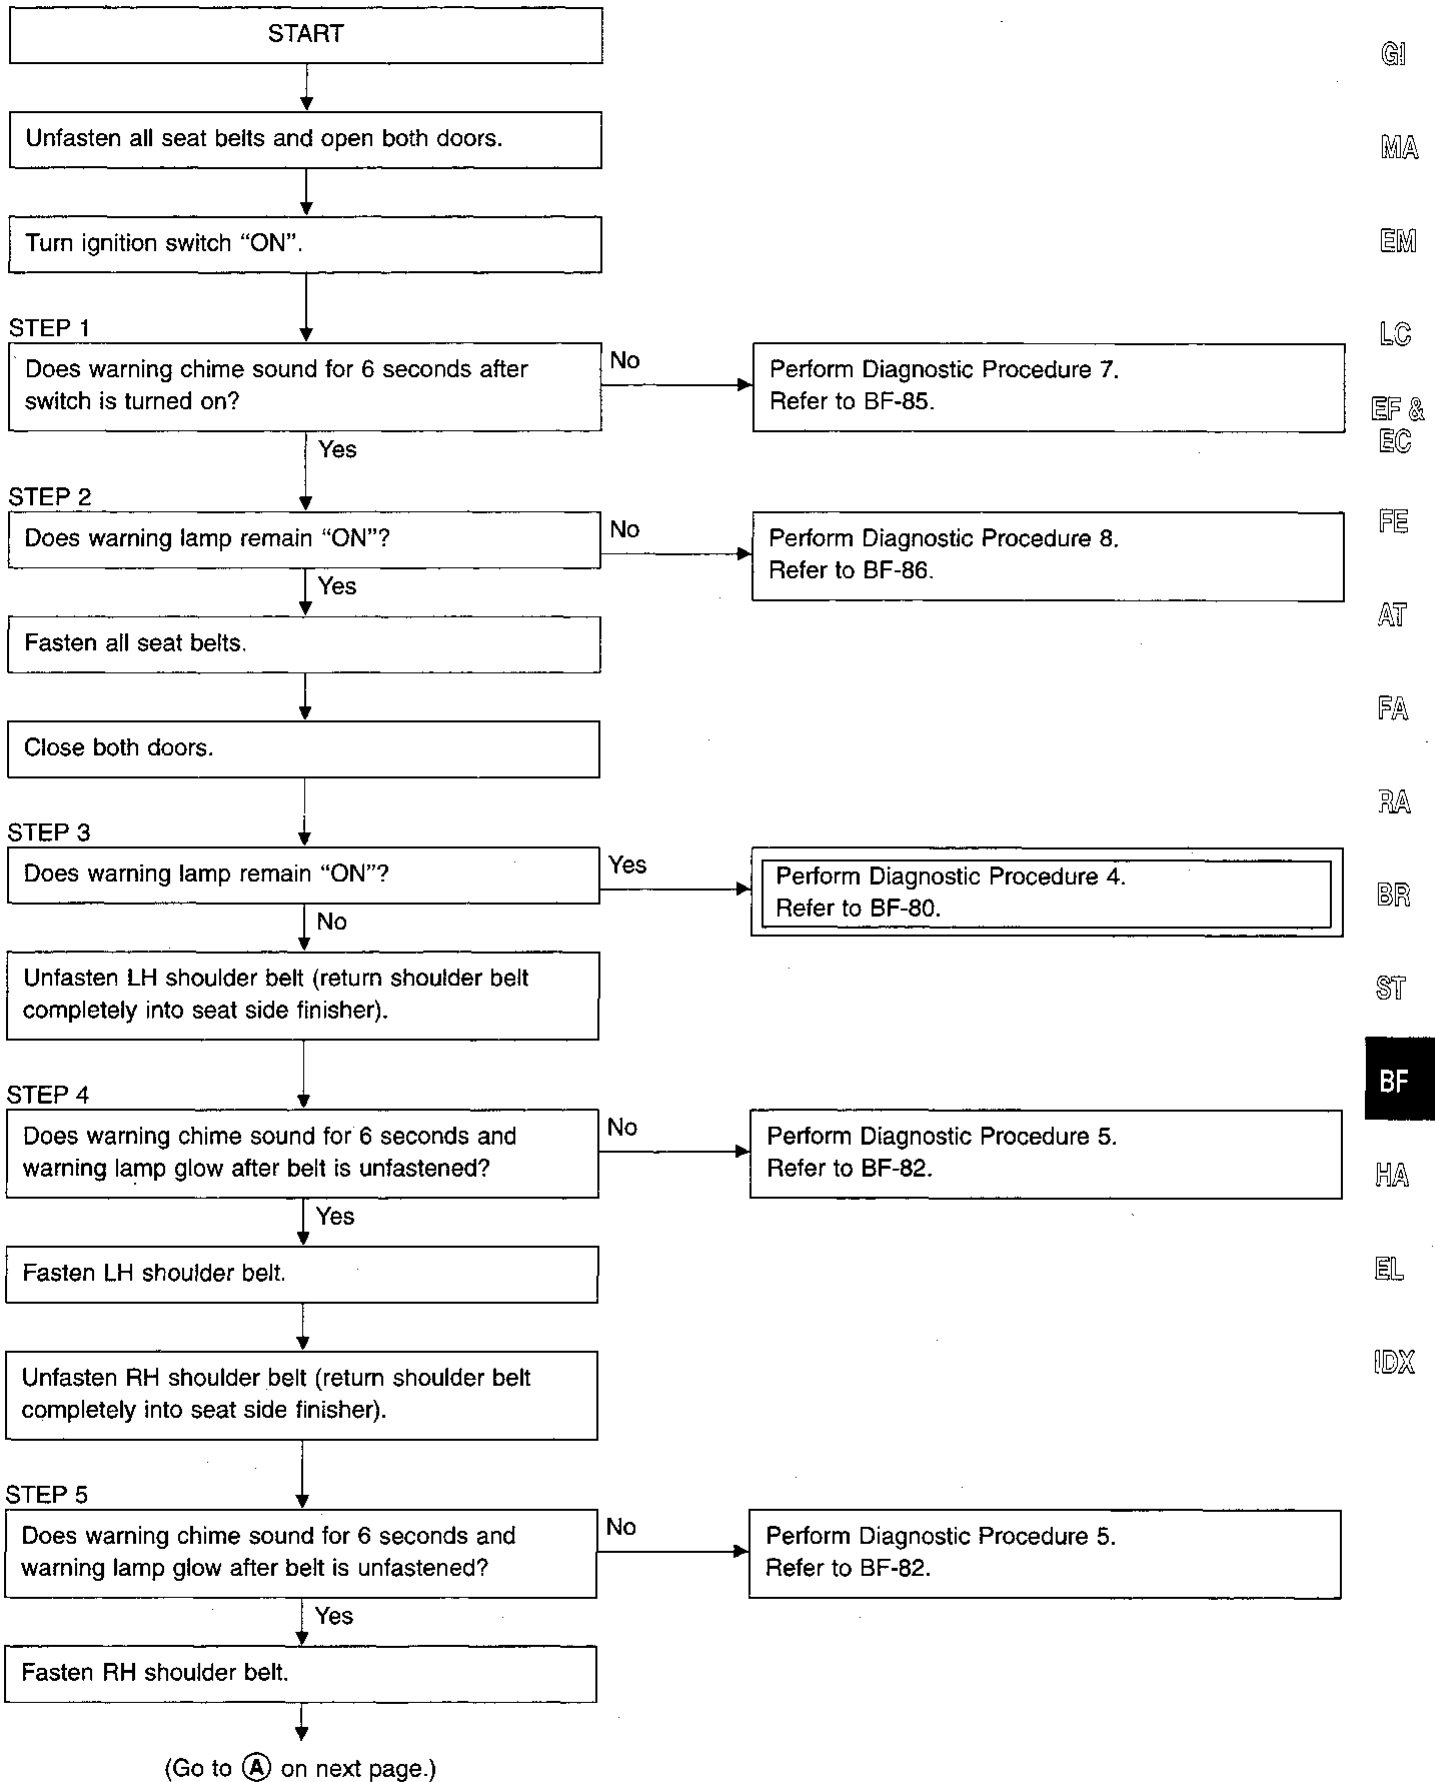 START
Unfasten all seat belts and open both doors.
Turn ignition switch “ON”.
STEP 1
Does warning chime sound for 6 seconds after
switch is turned on?
No
Perform Diagnostic Procedure 7.
Refer to BF-85.
Yes
STEP 2
Does warning lamp remain “ON”?
No
Perform Diagnostic Procedure 8.
Refer to BF-86.
Yes
Fasten all seat belts.
Close both doors.
STEP 3
Does warning lamp remain “ON”?
Yes
Perform Diagnostic Procedure 4.
Refer to BF-80.
No
Unfasten LH shoulder belt (return shoulder belt
completely into seat side finisher).
STEP 4
Does warning chime sound for 6 seconds and
warning lamp glow after belt is unfastened?
No
Perform Diagnostic Procedure 5.
Refer to BF-82.
Yes
Fasten LH shoulder belt.
Unfasten RH shoulder belt (return shoulder belt
completely into seat side finisher).
STEP 5
Does warning chime sound for 6 seconds and
warning lamp glow after belt is unfastened?
No
Perform Diagnostic Procedure 5.
Refer to BF-82.
Yes
Fasten RH shoulder belt.
(Go to Ⓐ on next page.)
GI
MA
EM
LC
EF &
EC
FE
AT
FA
RA
BR
ST
BF
HA
EL
IDX